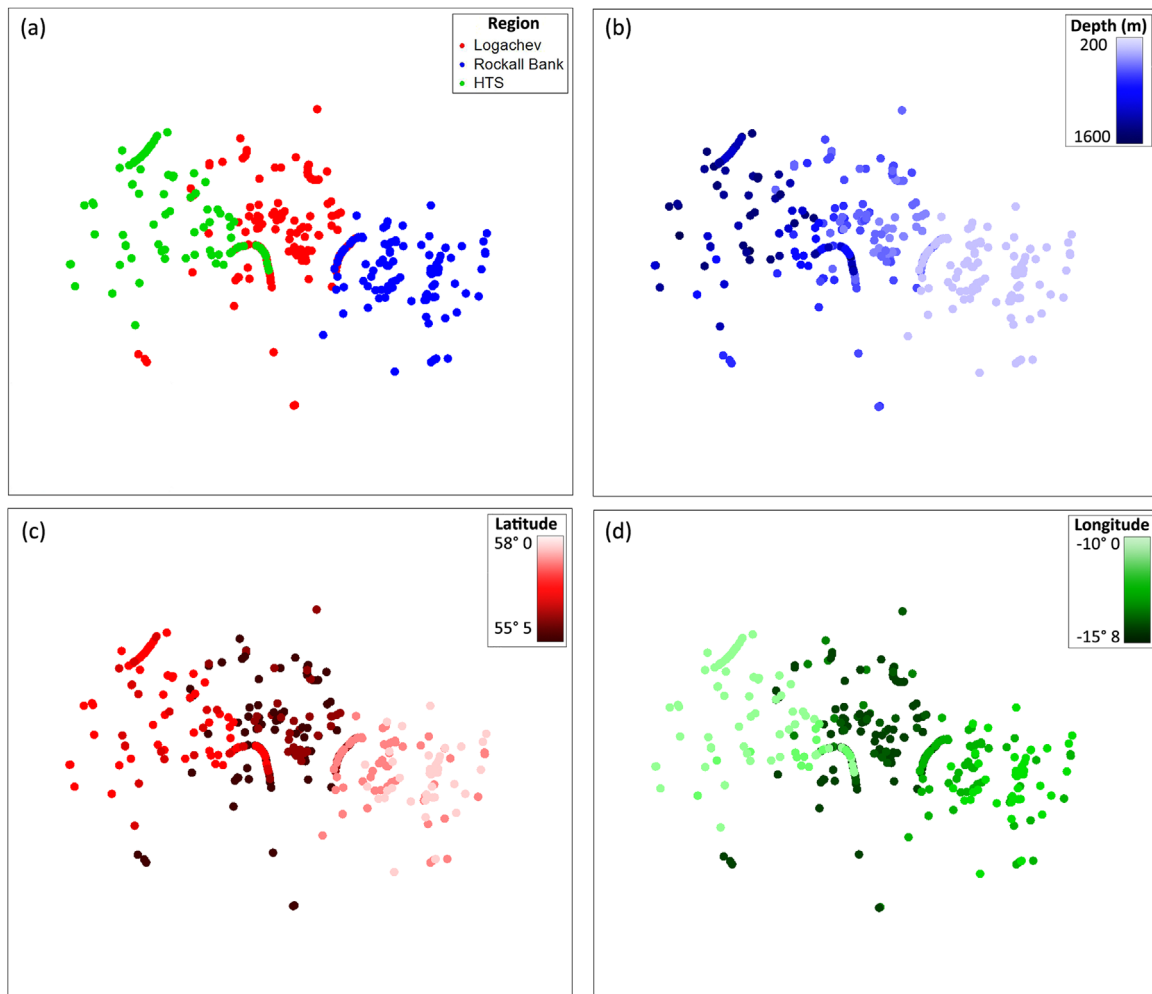 (a)
Region
Logachev
Rockall Bank
HTS
(b)
Depth (m)
200
1600
(c)
Latitude
58° 0
55° 5
(d)
Longitude
-10° 0
-15° 8